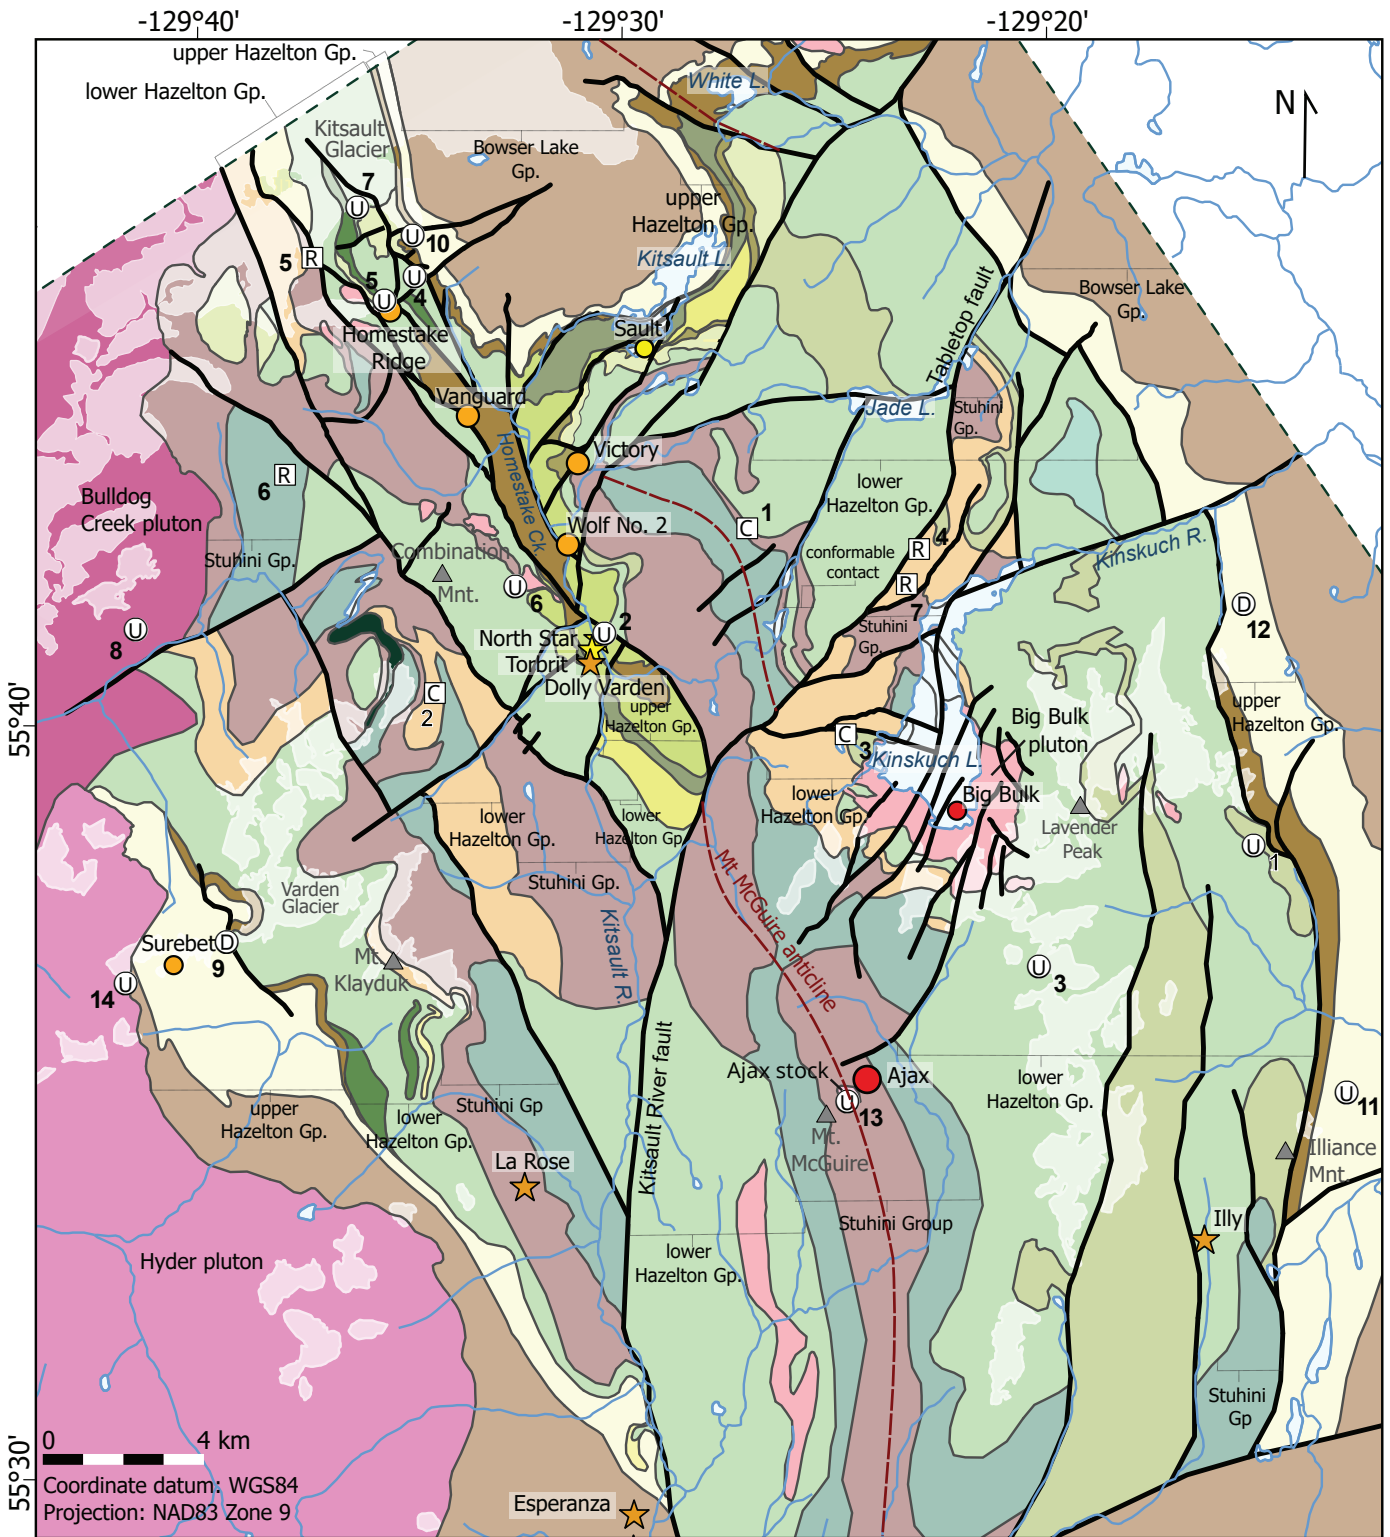 -129°40'
-129°30'
-129°20'
upper Hazelton Gp.
lower Hazelton Gp.
White L.
N
Kitsault
Glacier
Bowser Lake
Gp.
7
U
upper
Hazelton Gp.
U
10
Kitsault L.
5
R
U
4
5
U
Bowser Lake
Gp.
Tabletop fault
Homestake
Ridge
Sault
Vanguard
Jade L.
Stuhini
Gp.
Homestake Ck.
Victory
6
R
lower
Hazelton Gp.
Bulldog
Creek pluton
1
C
Wolf No. 2
4
R
Stuhini Gp.
Combination
Mnt.
conformable
contact
Kinskuch R.
R
7
U
6
D
12
Stuhini
Gp.
U
8
U
2
North Star
Torbrit
Dolly Varden
C
2
upper
Hazelton Gp.
upper
Hazelton Gp.
55°40'
Big Bulk
pluton
C
3
Kinskuch L.
Big Bulk
lower
Hazelton Gp.
lower
Hazelton Gp.
lower
Hazelton Gp.
Lavender
Peak
U
1
Mt. McGuire anticline
Stuhini Gp.
Varden
Glacier
Kitsault R.
Surebet
D
9
Mt.
Klayduk
U
3
U
14
Kitsault River fault
Ajax stock
Ajax
U
13
lower
Hazelton Gp.
U
11
upper
Hazelton Gp.
lower
Hazelton Gp.
Stuhini Gp
Mt.
McGuire
Illiance
Mnt.
La Rose
Illy
Stuhini Group
Hyder pluton
lower
Hazelton Gp.
Stuhini
Gp
0
4 km
Coordinate datum: WGS84
Projection: NAD83 Zone 9
55°30'
Esperanza